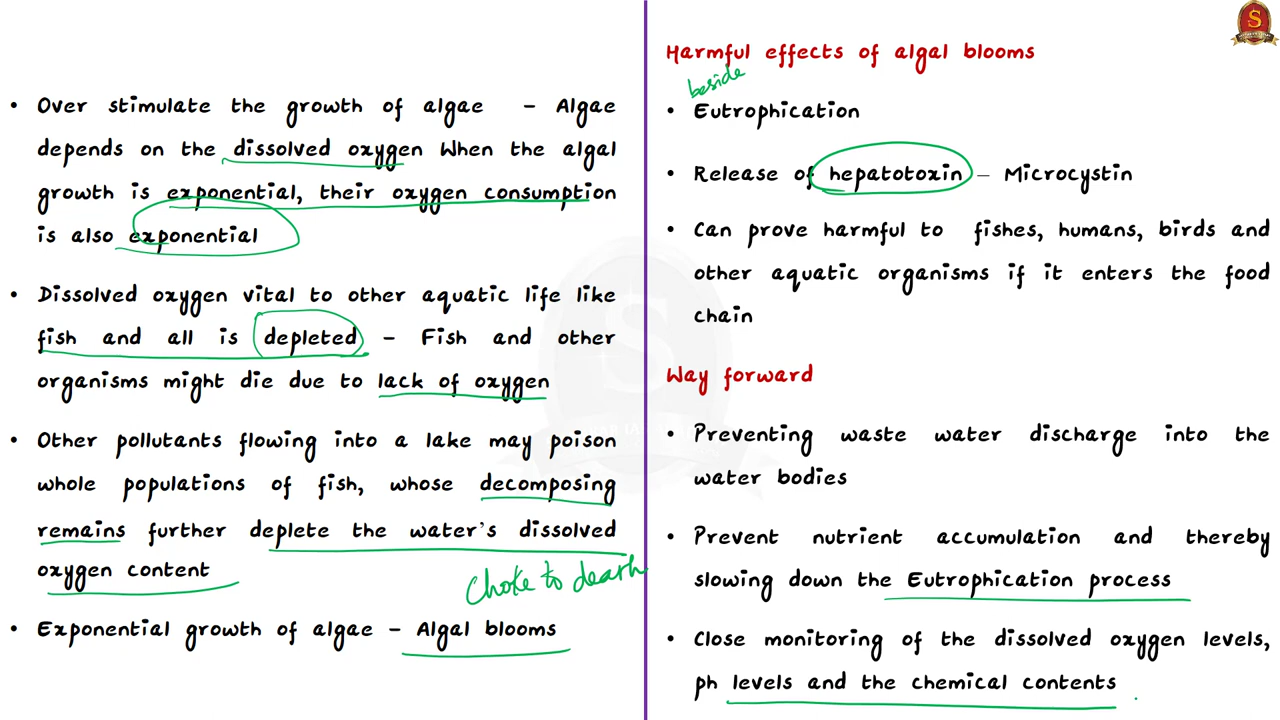 • Over stimulate the growth of algae - Algae
depends on the dissolved oxygen When the algal
growth is exponential, their oxygen consumption
is also exponential
• Dissolved oxygen vital to other aquatic life like
fish and all is depleted - Fish and other
organisms might die due to lack of oxygen
• Other pollutants flowing into a lake may poison
whole populations of fish, whose decomposing
remains further deplete the water's dissolved
oxygen content
Choke to death
• Exponential growth of algae - Algal blooms
Harmful effects of algal blooms
beside
• Eutrophication
• Release of hepatotoxin - Microcystin
• Can prove harmful to fishes, humans, birds and
other aquatic organisms if it enters the food
chain
Way forward
• Preventing waste water discharge into the
water bodies
• Prevent nutrient accumulation and thereby
slowing down the Eutrophication process
• Close monitoring of the dissolved oxygen levels,
ph levels and the chemical contents